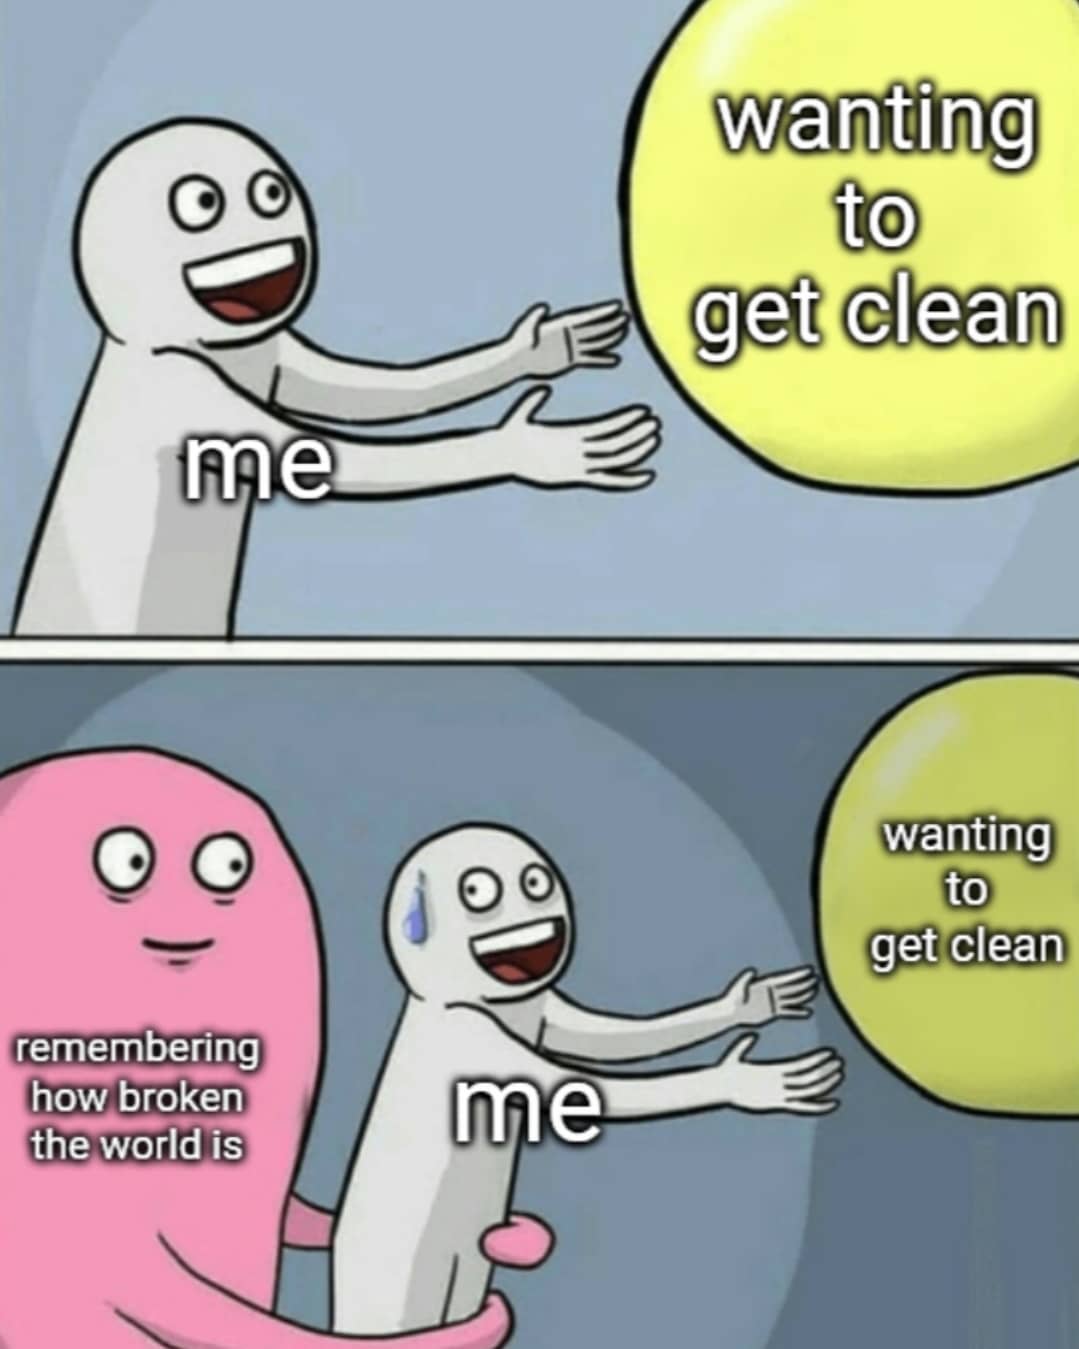 wanting
to
get clean
me
wanting
to
get clean
remembering
how broken
the world is
me